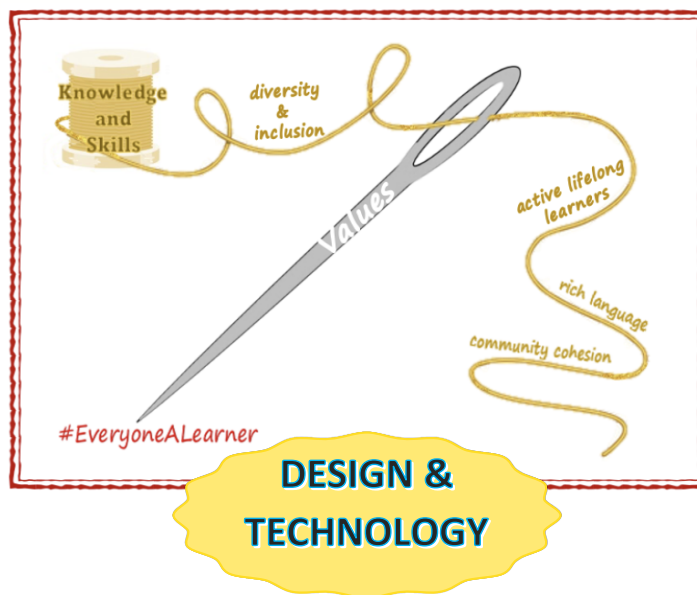 Knowledge
and
Skills
diversity
&
inclusion
Values
active lifelong
learners
rich language
community cohesion
#EveryoneALearner
DESIGN &
TECHNOLOGY